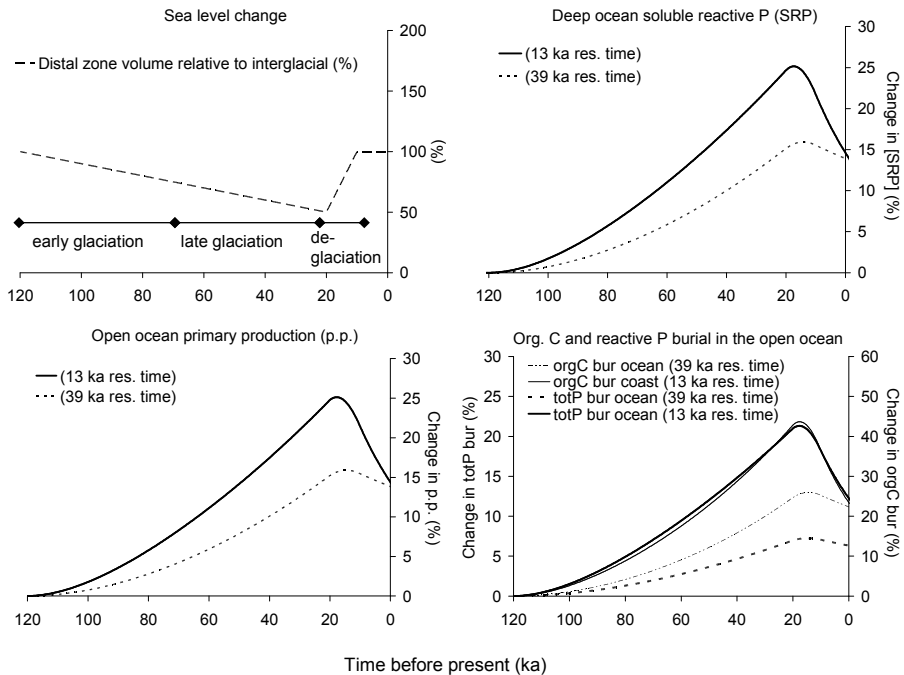 Sea level change
200
Distal zone volume relative to interglacial (%)
150
100
50
0
(%)
early glaciation
late glaciation
de-
glaciation
120 100 80 60 40 20 0
Deep ocean soluble reactive P (SRP)
(13 ka res. time)
(39 ka res. time)
30
25
20
15
10
5
0
Change in [SRP] (%)
120 100 80 60 40 20 0
Open ocean primary production (p.p.)
(13 ka res. time)
(39 ka res. time)
30
25
20
15
10
5
0
Change in p.p. (%)
120 100 80 60 40 20 0
Org. C and reactive P burial in the open ocean
30
25
20
15
10
5
0
Change in totP bur (%)
orgC bur ocean (39 ka res. time)
orgC bur coast (13 ka res. time)
totP bur ocean (39 ka res. time)
totP bur ocean (13 ka res. time)
60
50
40
30
20
10
0
Change in orgC bur
(%)
120 100 80 60 40 20 0
Time before present (ka)